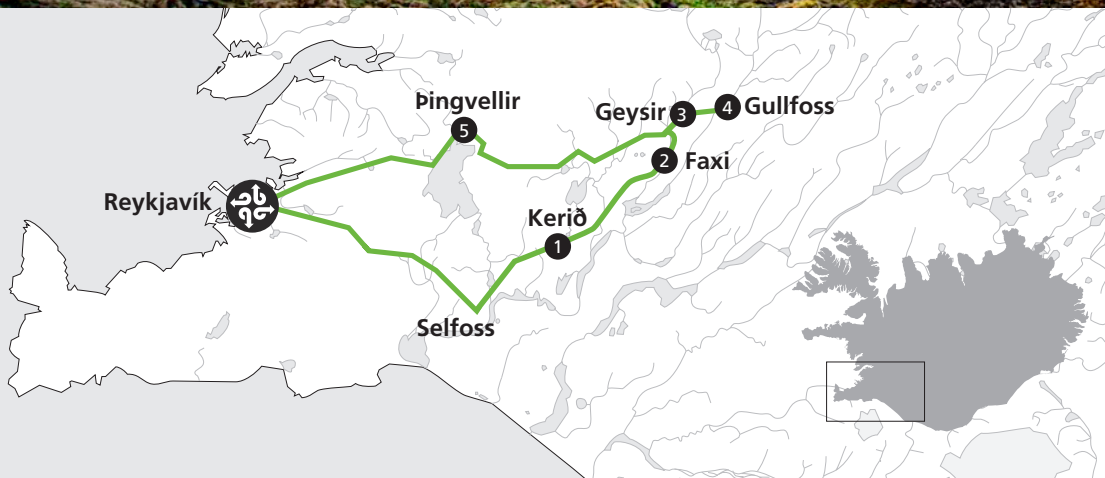 Þingvellir
5
Geysir 3
4 Gullfoss
2 Faxi
Reykjavík
Kerið
1
Selfoss